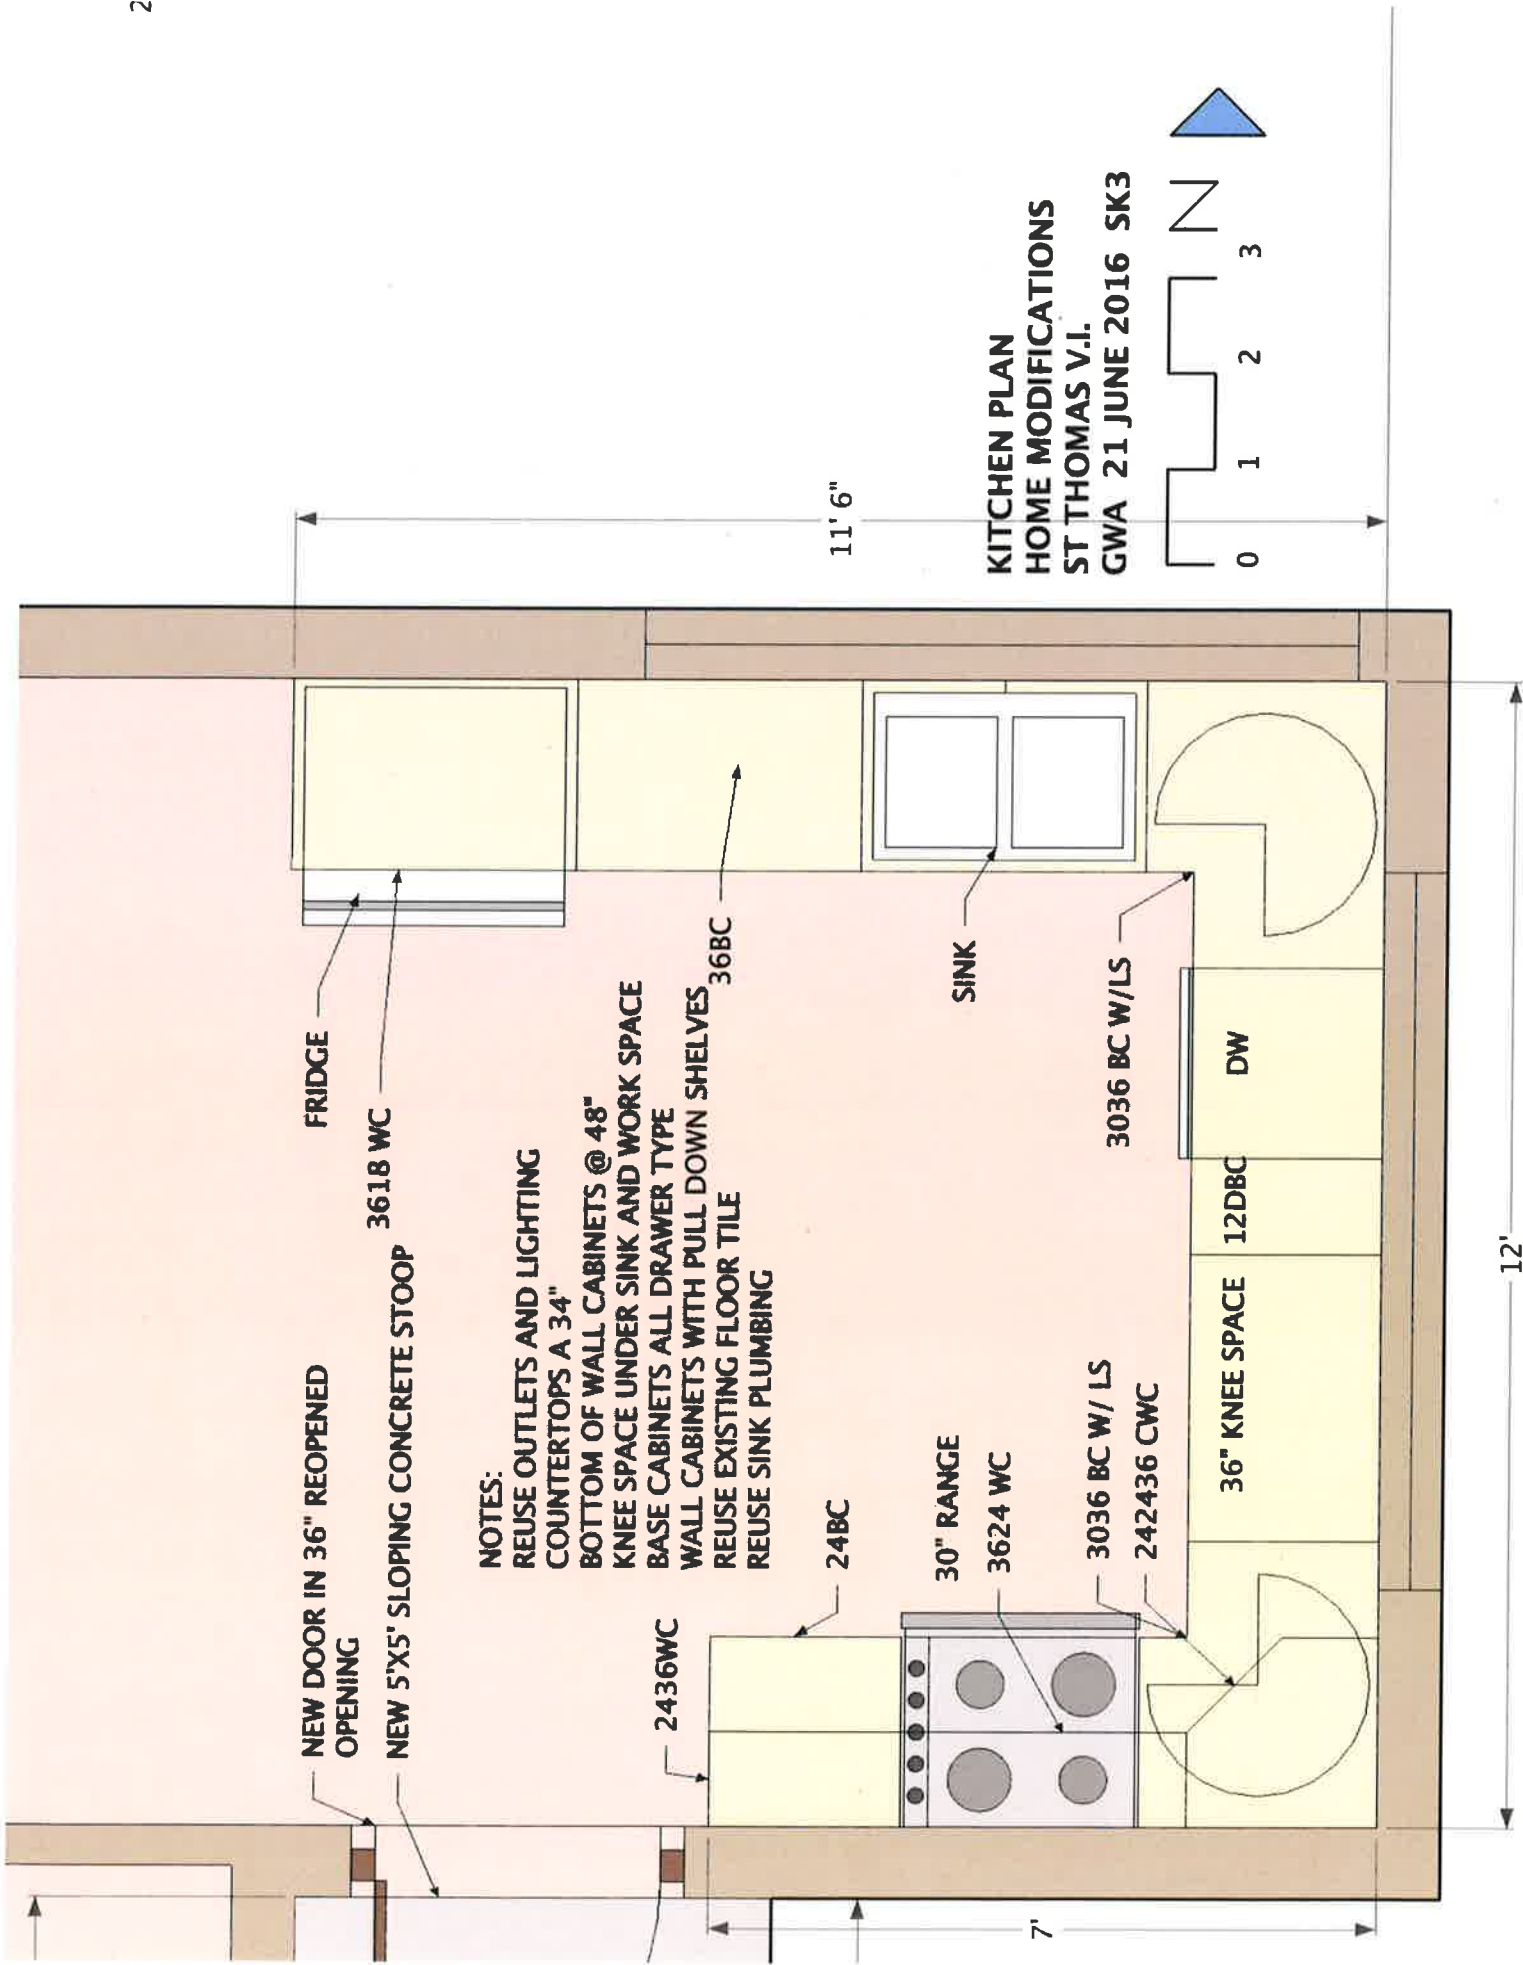 2
NEW DOOR IN 36" REOPENED
OPENING
NEW 5'X5' SLOPING CONCRETE STOOP
FRIDGE
3618 WC
NOTES:
REUSE OUTLETS AND LIGHTING
COUNTERTOPS A 34"
BOTTOM OF WALL CABINETS @ 48"
KNEE SPACE UNDER SINK AND WORK SPACE
BASE CABINETS ALL DRAWER TYPE
WALL CABINETS WITH PULL DOWN SHELVES
REUSE EXISTING FLOOR TILE
REUSE SINK PLUMBING
2436WC
36BC
24BC
11' 6"
30" RANGE
3624 WC
SINK
3036 BC W/ LS
242436 CWC
3036 BC W/LS
36" KNEE SPACE
12DBC
DW
7'
12'
KITCHEN PLAN
HOME MODIFICATIONS
ST THOMAS V.I.
GWA 21 JUNE 2016 SK3
N
0 1 2 3